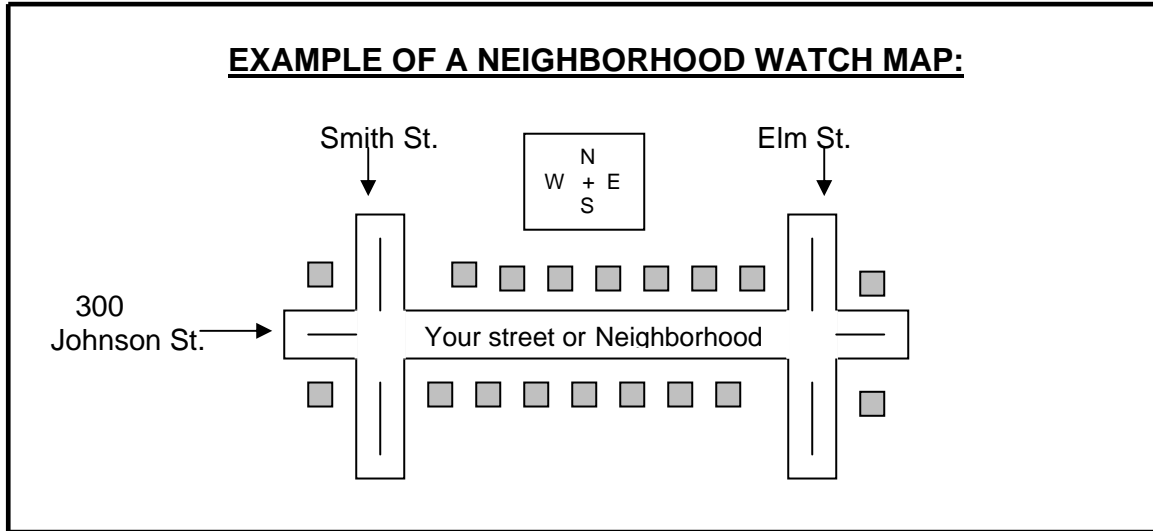 EXAMPLE OF A NEIGHBORHOOD WATCH MAP:
Smith St.
Elm St.
N
W + E
S
300
Johnson St.
Your street or Neighborhood